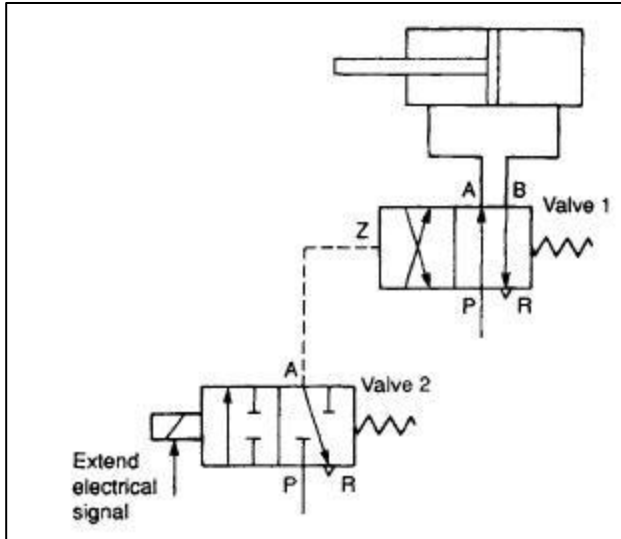 A B
Valve 1
Z
P R
A
Valve 2
Extend
electrical
signal
P R